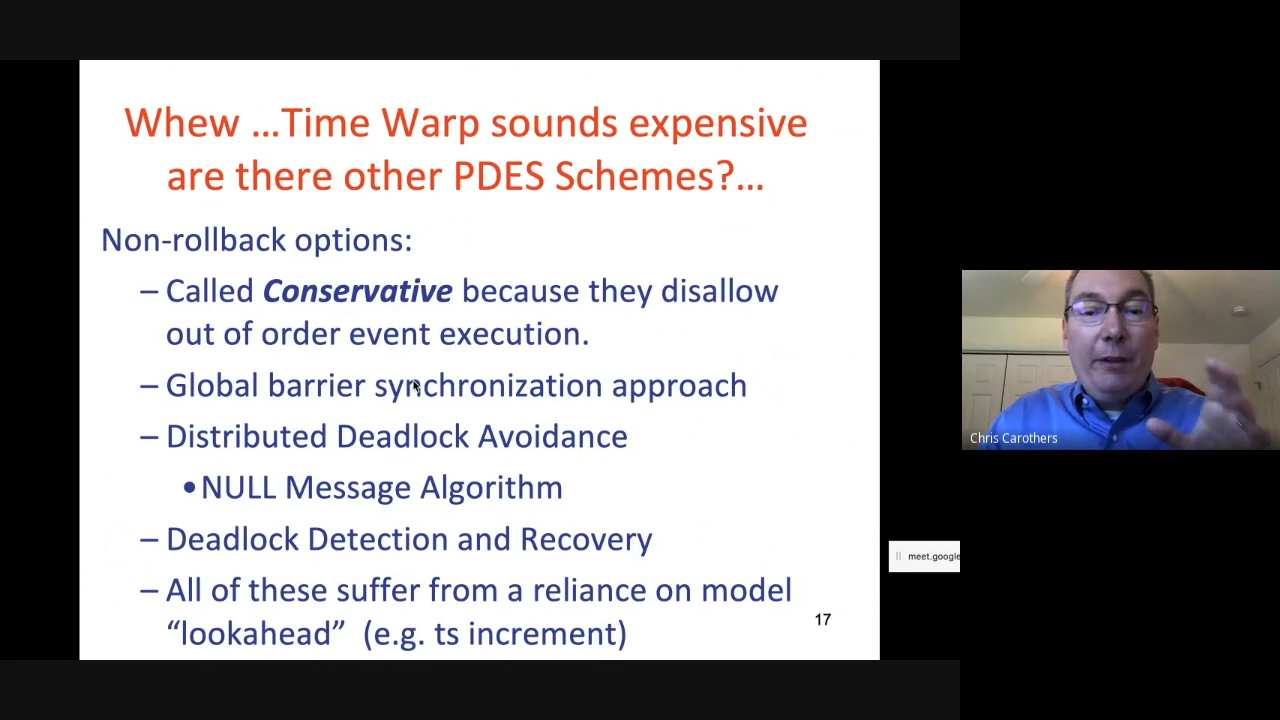 Whew …Time Warp sounds expensive
are there other PDES Schemes?…
Non-rollback options:
– Called Conservative because they disallow
out of order event execution.
– Global barrier synchronization approach
– Distributed Deadlock Avoidance
•NULL Message Algorithm
– Deadlock Detection and Recovery
– All of these suffer from a reliance on model
“lookahead”  (e.g. ts increment)
17
Chris Carothers
meet.google